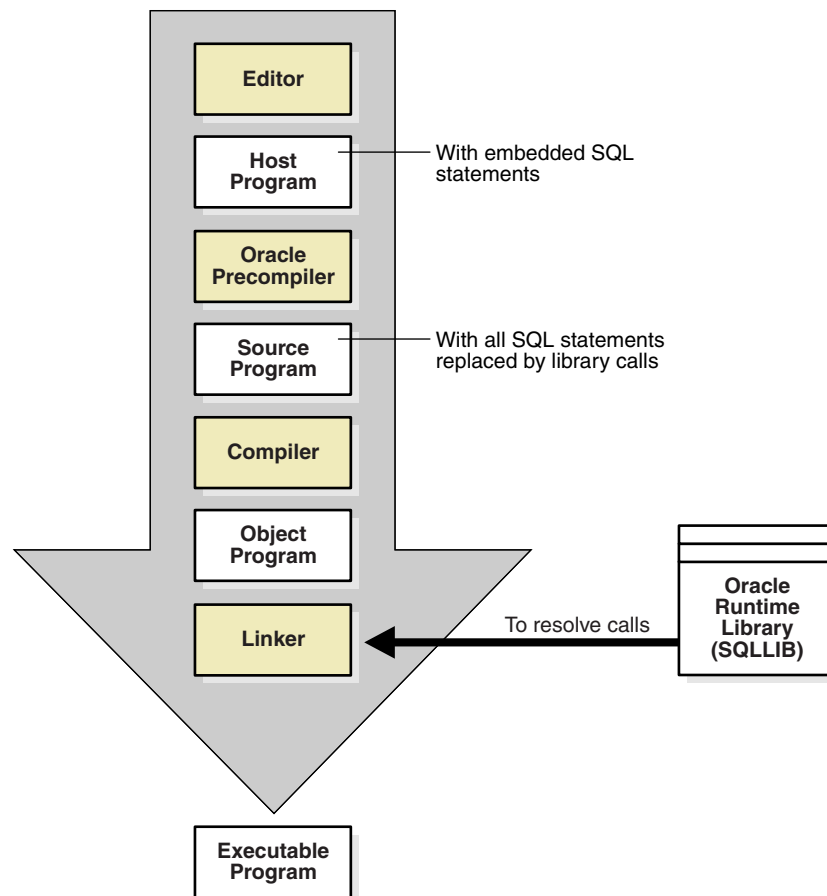 Editor
Host
Program
With embedded SQL
statements
Oracle
Precompiler
Source
Program
With all SQL statements
replaced by library calls
Compiler
Object
Program
Linker
To resolve calls
Oracle
Runtime
Library
(SQLLIB)
Executable
Program